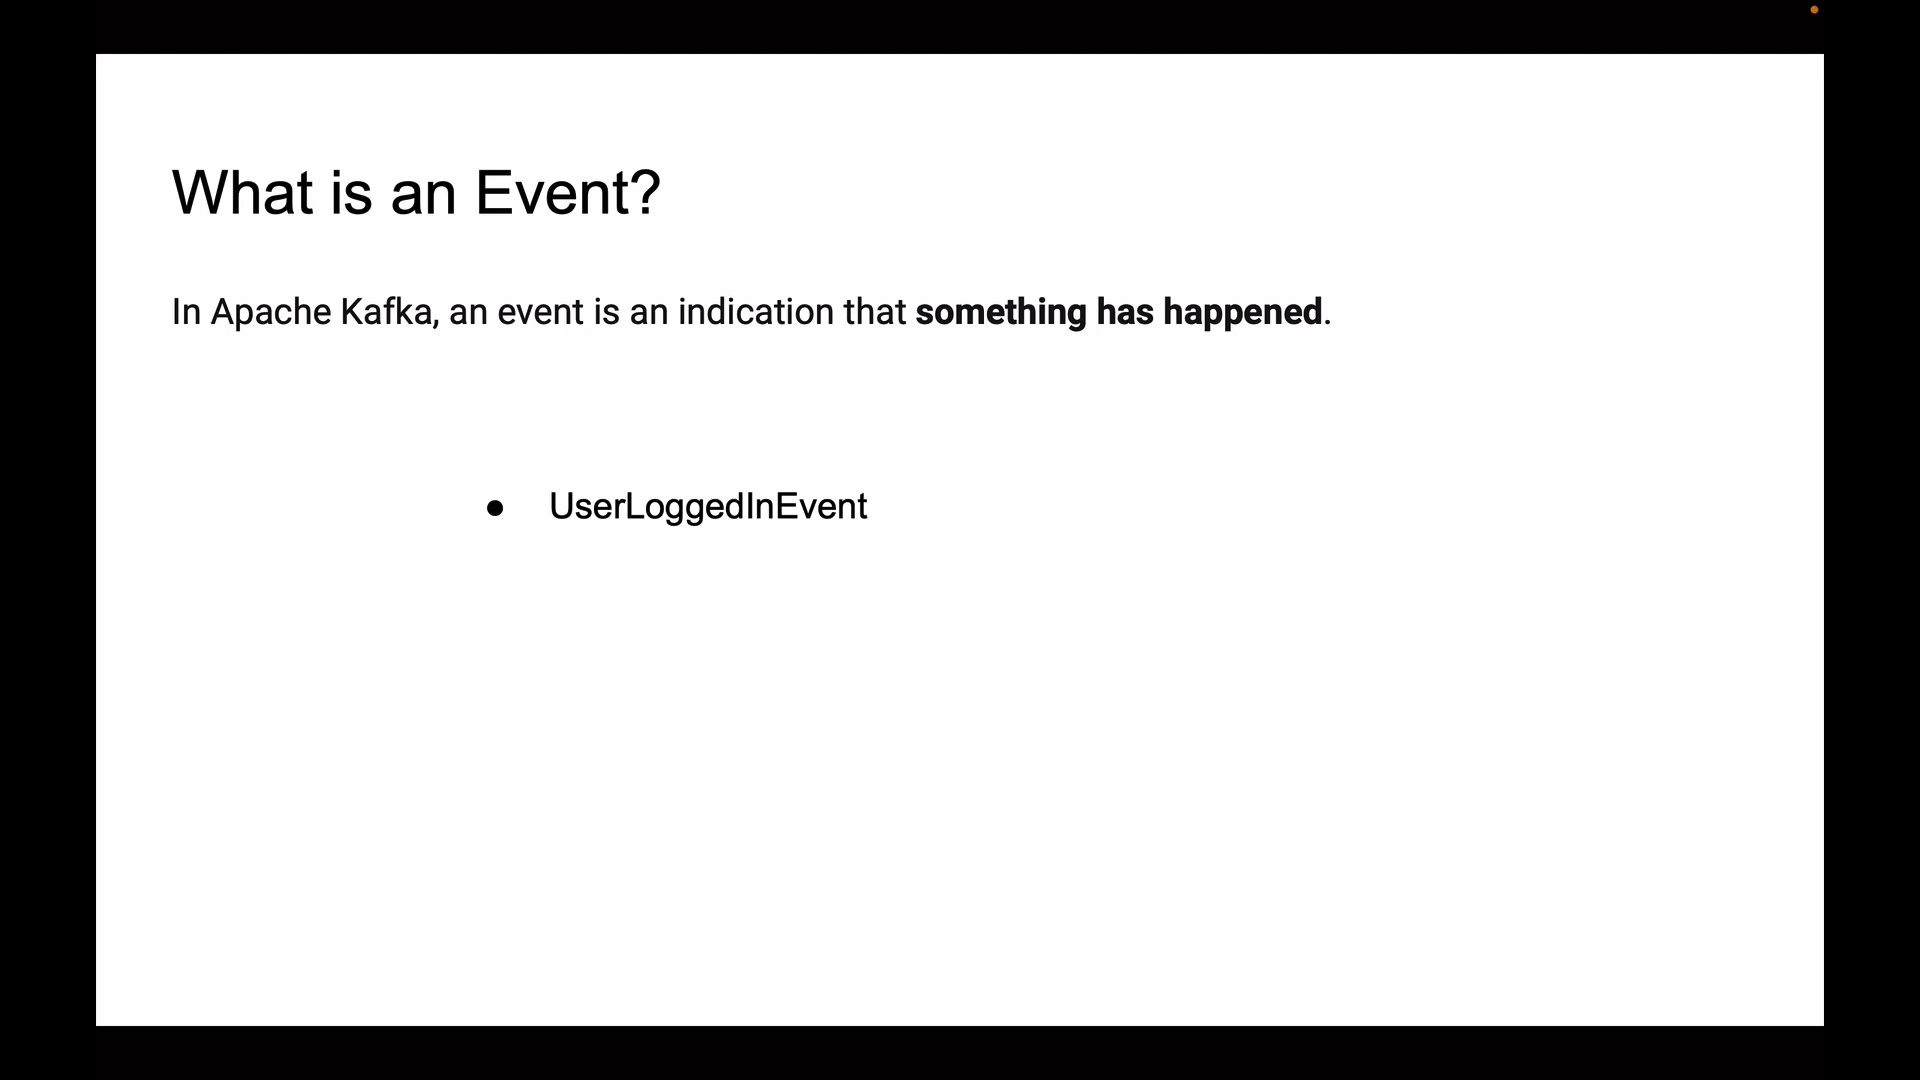 What is an Event?
In Apache Kafka, an event is an indication that something has happened.
● UserLoggedInEvent